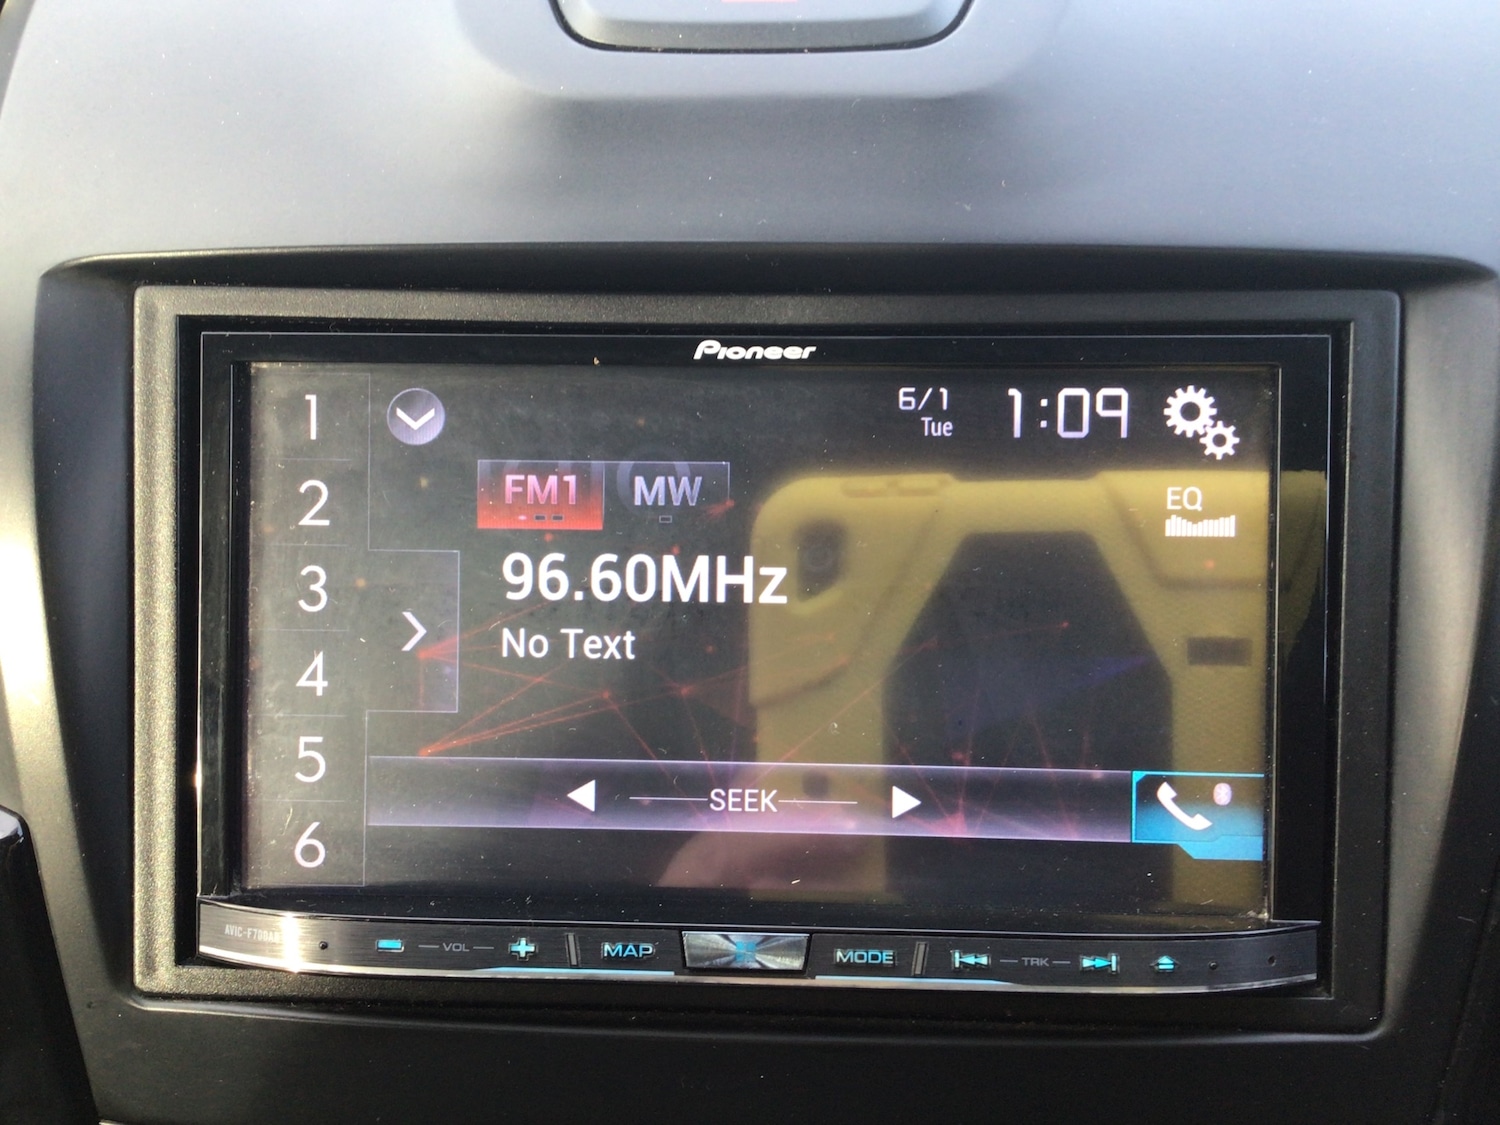 Pioneer
6/1
Tue
1:09
1
2
3
4
5
6
FM1
MW
EQ
96.60MHz
No Text
SEEK
VOL
MAP
MODE
TRK